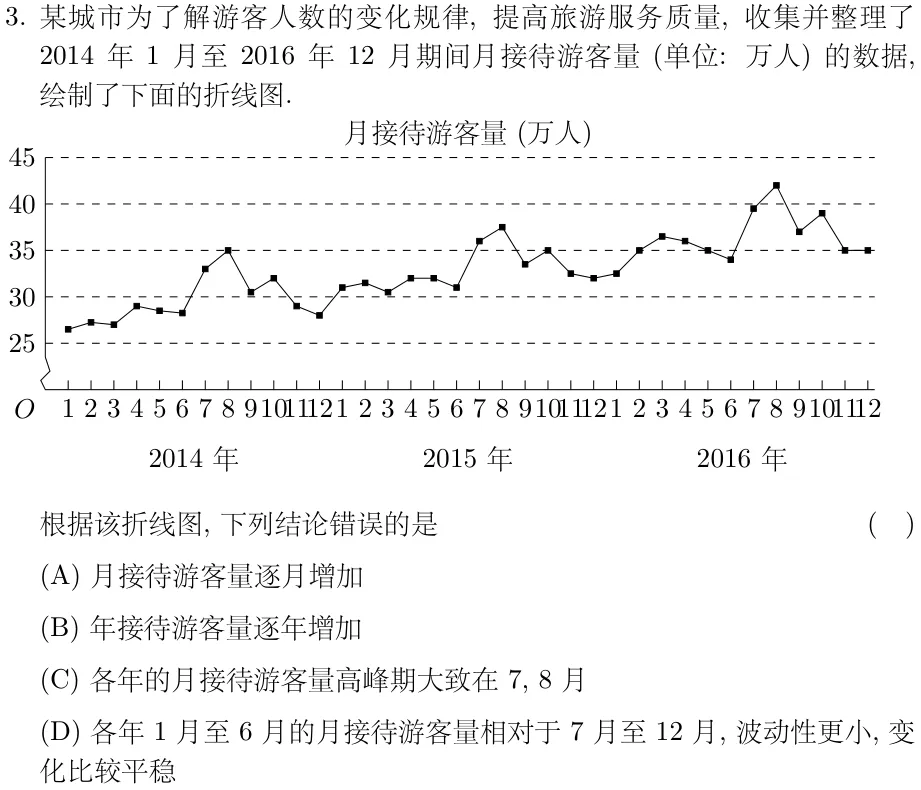 3. 某城市为了解游客人数的变化规律, 提高旅游服务质量, 收集并整理了
2014 年 1 月至 2016 年 12 月期间月接待游客量 (单位: 万人) 的数据,
绘制了下面的折线图.
月接待游客量 (万人)
45
40
35
30
25
O 1 2 3 4 5 6 7 8 9 10 11 12 1 2 3 4 5 6 7 8 9 10 11 12 1 2 3 4 5 6 7 8 9 10 11 12
2014 年 2015 年 2016 年
根据该折线图, 下列结论错误的是 ( )
(A) 月接待游客量逐月增加
(B) 年接待游客量逐年增加
(C) 各年的月接待游客量高峰期大致在 7, 8 月
(D) 各年 1 月至 6 月的月接待游客量相对于 7 月至 12 月, 波动性更小, 变
化比较平稳